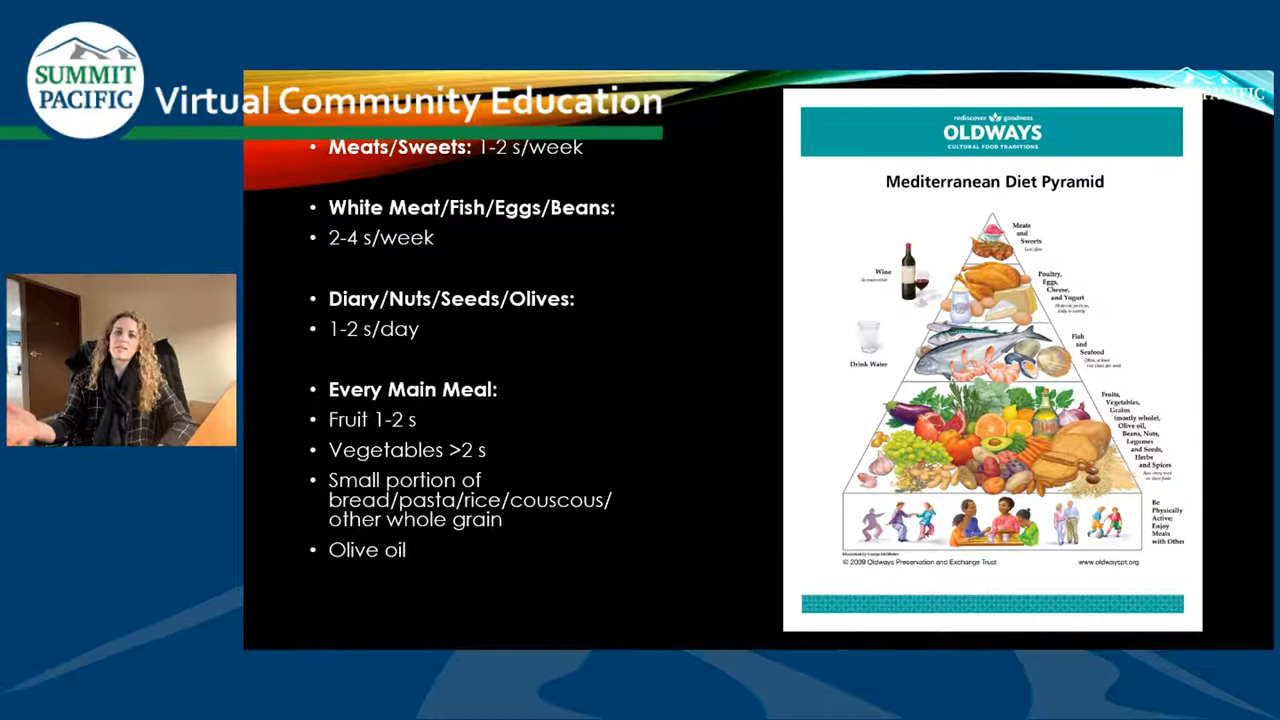 SUMMIT
PACIFIC
Virtual Community Education
PACIFIC
• Meats/Sweets: 1-2 s/week
• White Meat/Fish/Eggs/Beans:
• 2-4 s/week
• Diary/Nuts/Seeds/Olives:
• 1-2 s/day
• Every Main Meal:
• Fruit 1-2 s
• Vegetables >2 s
• Small portion of
bread/pasta/rice/couscous/
other whole grain
• Olive oil
rediscover goodness
OLDWAYS
CULTURAL FOOD TRADITIONS
Mediterranean Diet Pyramid
Meats
and
Sweets
Less often
Wine
In moderation
Poultry,
Eggs,
Cheese,
and Yogurt
Moderate portions,
daily to weekly
Drink Water
Fish
and
Seafood
Often, at least
two times per week
Fruits,
Vegetables,
Grains
(mostly whole),
Olive oil,
Beans, Nuts,
Legumes
and Seeds,
Herbs
and Spices
Base every meal
on these foods
Be
Physically
Active;
Enjoy
Meals
with Other
Illustration by George Middleton
© 2009 Oldways Preservation and Exchange Trust
www.oldwayspt.org